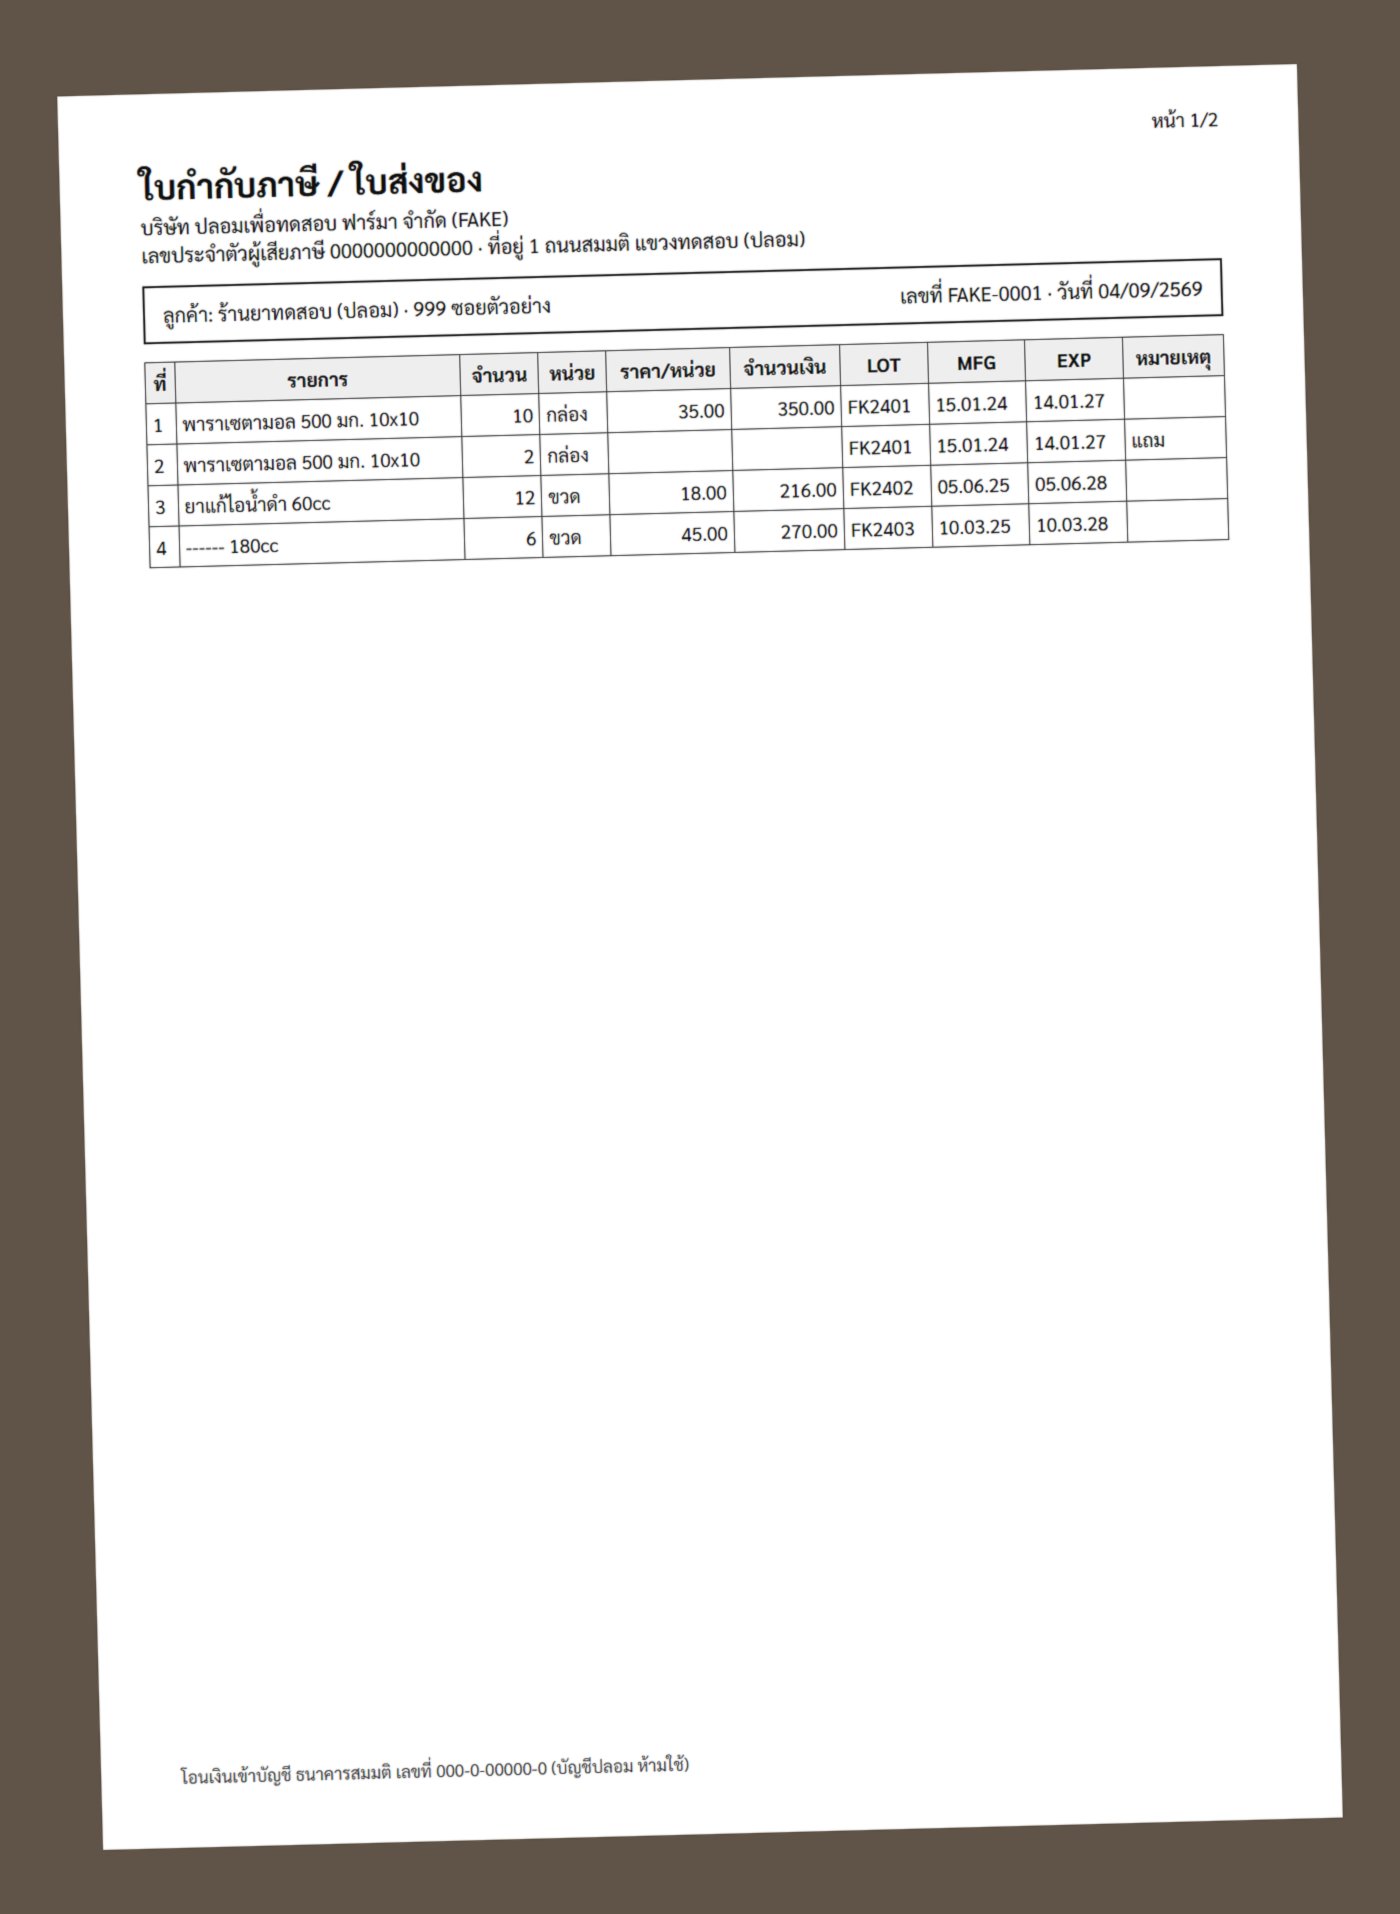 หน้า 1/2
ใบกำกับภาษี / ใบส่งของ
บริษัท ปลอมเพื่อทดสอบ ฟาร์มา จำกัด (FAKE)
เลขประจำตัวผู้เสียภาษี 0000000000000 · ที่อยู่ 1 ถนนสมมติ แขวงทดสอบ (ปลอม)
ลูกค้า: ร้านยาทดสอบ (ปลอม) · 999 ซอยตัวอย่าง เลขที่ FAKE-0001 · วันที่ 04/09/2569
ที่ รายการ จำนวน หน่วย ราคา/หน่วย จำนวนเงิน LOT MFG EXP หมายเหตุ
1 พาราเซตามอล 500 มก. 10x10 10 กล่อง 35.00 350.00 FK2401 15.01.24 14.01.27
2 พาราเซตามอล 500 มก. 10x10 2 กล่อง FK2401 15.01.24 14.01.27 แถม
3 ยาแก้ไอน้ำดำ 60cc 12 ขวด 18.00 216.00 FK2402 05.06.25 05.06.28
4 ------ 180cc 6 ขวด 45.00 270.00 FK2403 10.03.25 10.03.28
โอนเงินเข้าบัญชี ธนาคารสมมติ เลขที่ 000-0-00000-0 (บัญชีปลอม ห้ามใช้)